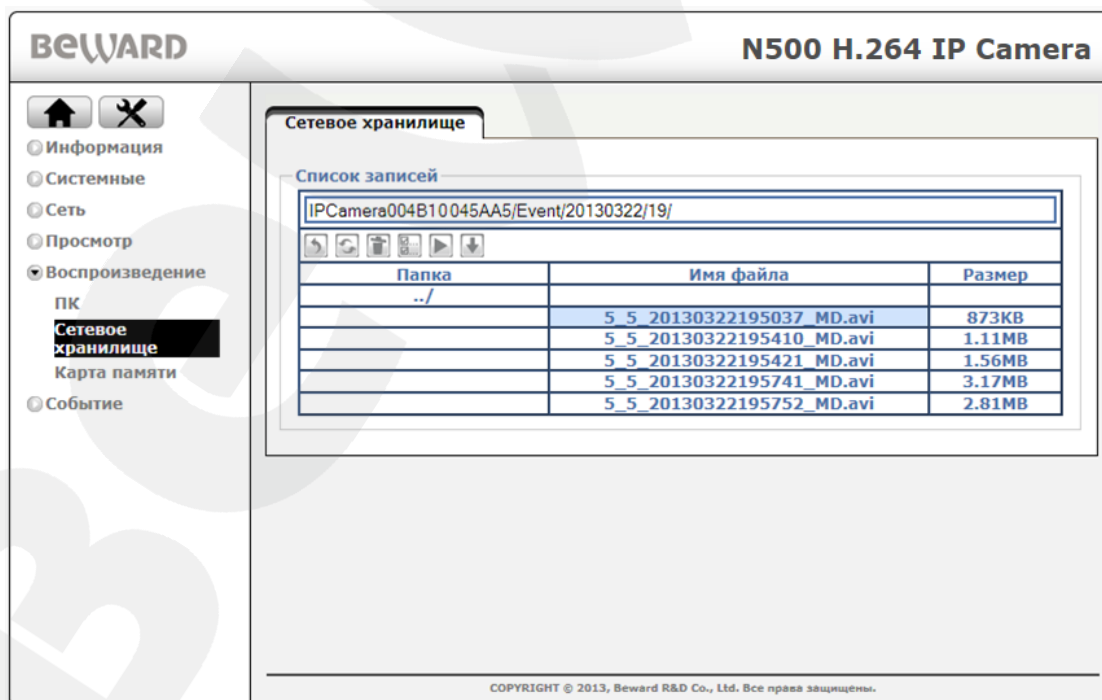 BEWARD
N500 H.264 IP Camera
Информация
Системные
Сеть
Просмотр
Воспроизведение
ПК
Сетевое
хранилище
Карта памяти
Событие
Сетевое хранилище
Список записей
IPCamera004B10045AA5/Event/20130322/19/
Папка Имя файла Размер
../
5_5_20130322195037_MD.avi 873KB
5_5_20130322195410_MD.avi 1.11MB
5_5_20130322195421_MD.avi 1.56MB
5_5_20130322195741_MD.avi 3.17MB
5_5_20130322195752_MD.avi 2.81MB
COPYRIGHT © 2013, Beward R&D Co., Ltd. Все права защищены.